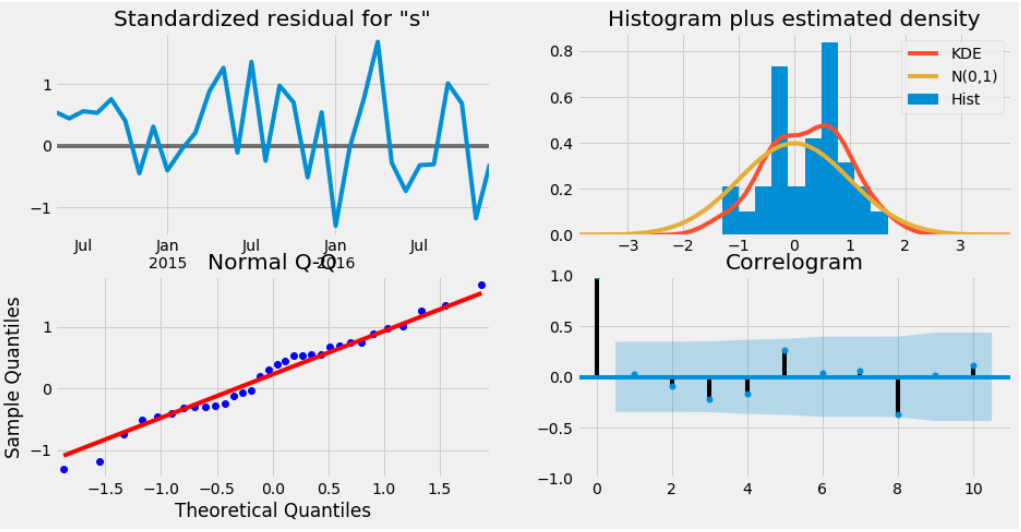 Standardized residual for "s"
1
0
−1
Jul
Jan
2015
Jul
Jan
2016
Jul
Histogram plus estimated density
0.8
0.6
0.4
0.2
0.0
−3 −2 −1 0 1 2 3
KDE
N(0,1)
Hist
Normal Q-Q
Sample Quantiles
1
0
−1
−1.5 −1.0 −0.5 0.0 0.5 1.0 1.5
Theoretical Quantiles
Correlogram
1.0
0.5
0.0
−0.5
−1.0
0 2 4 6 8 10